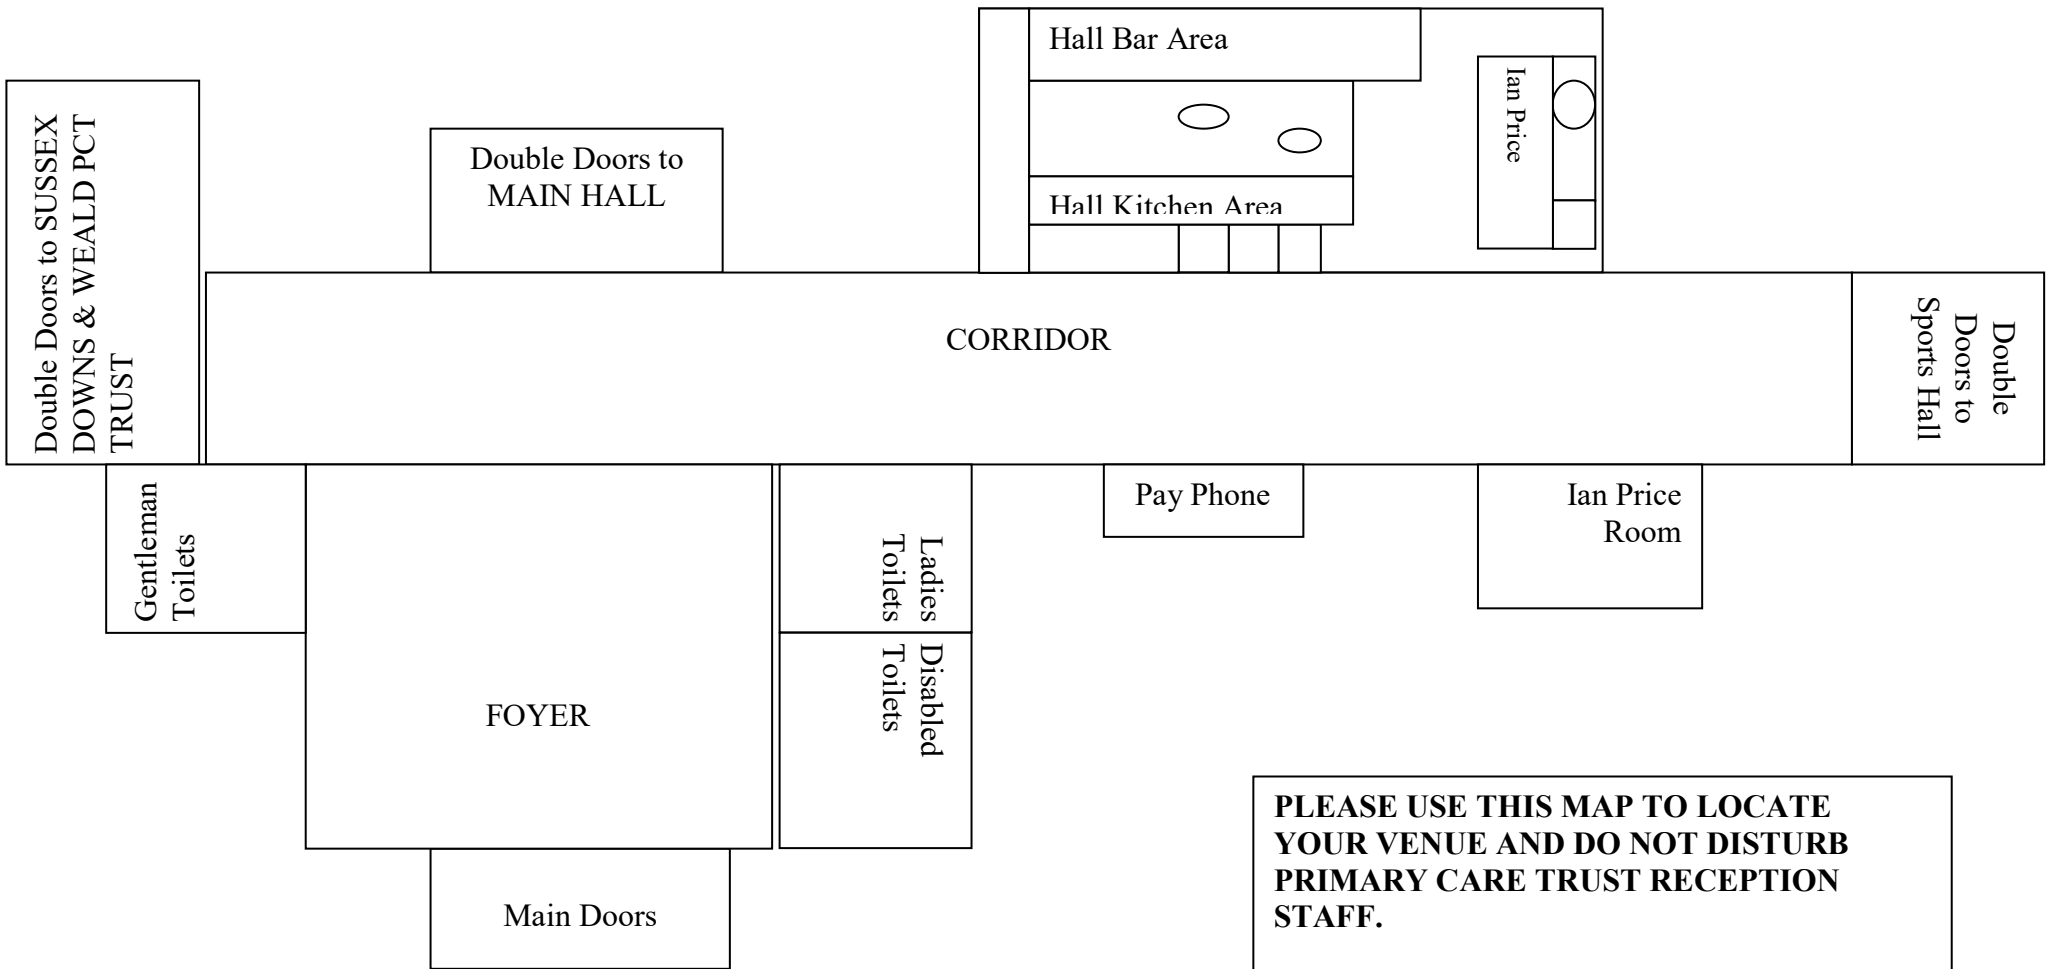 Hall Bar Area
Ian Price
Double Doors to SUSSEX
DOWNS & WEALD PCT
TRUST
Double Doors to
MAIN HALL
Hall Kitchen Area
CORRIDOR
Double
Doors to
Sports Hall
Gentleman
Toilets
Ladies
Toilets
Pay Phone
Ian Price
Room
Disabled
Toilets
FOYER
Main Doors
PLEASE USE THIS MAP TO LOCATE
YOUR VENUE AND DO NOT DISTURB
PRIMARY CARE TRUST RECEPTION
STAFF.